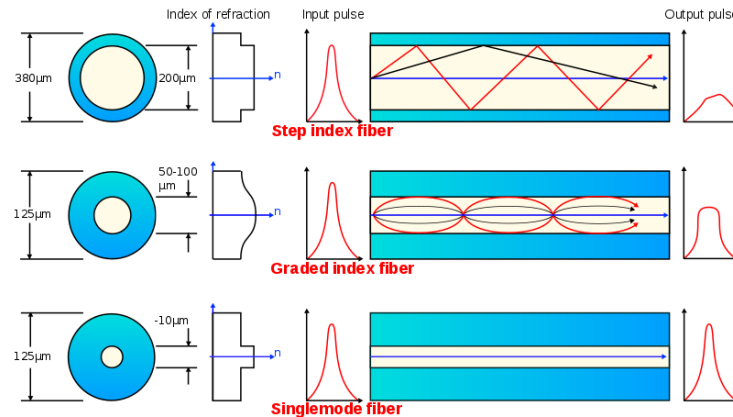 Index of refraction
Input pulse
Output pulse
380µm
200µm
n
Step index fiber
50-100
µm
125µm
n
Graded index fiber
-10µm
125µm
n
Singlemode fiber